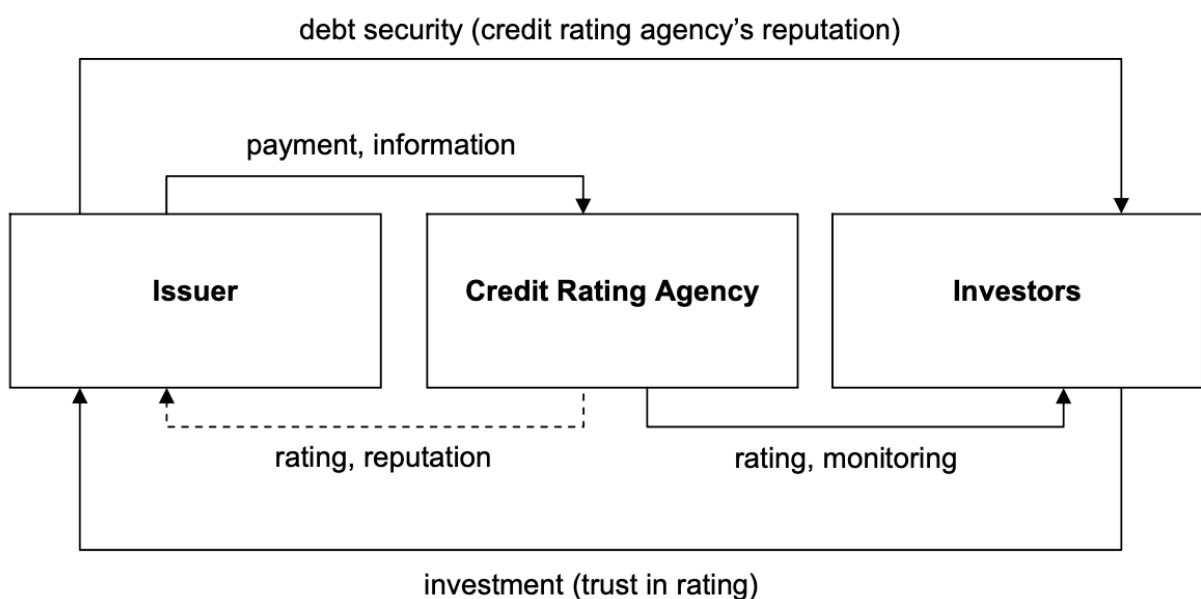 debt security (credit rating agency’s reputation)
payment, information
Issuer
Credit Rating Agency
Investors
rating, reputation
rating, monitoring
investment (trust in rating)